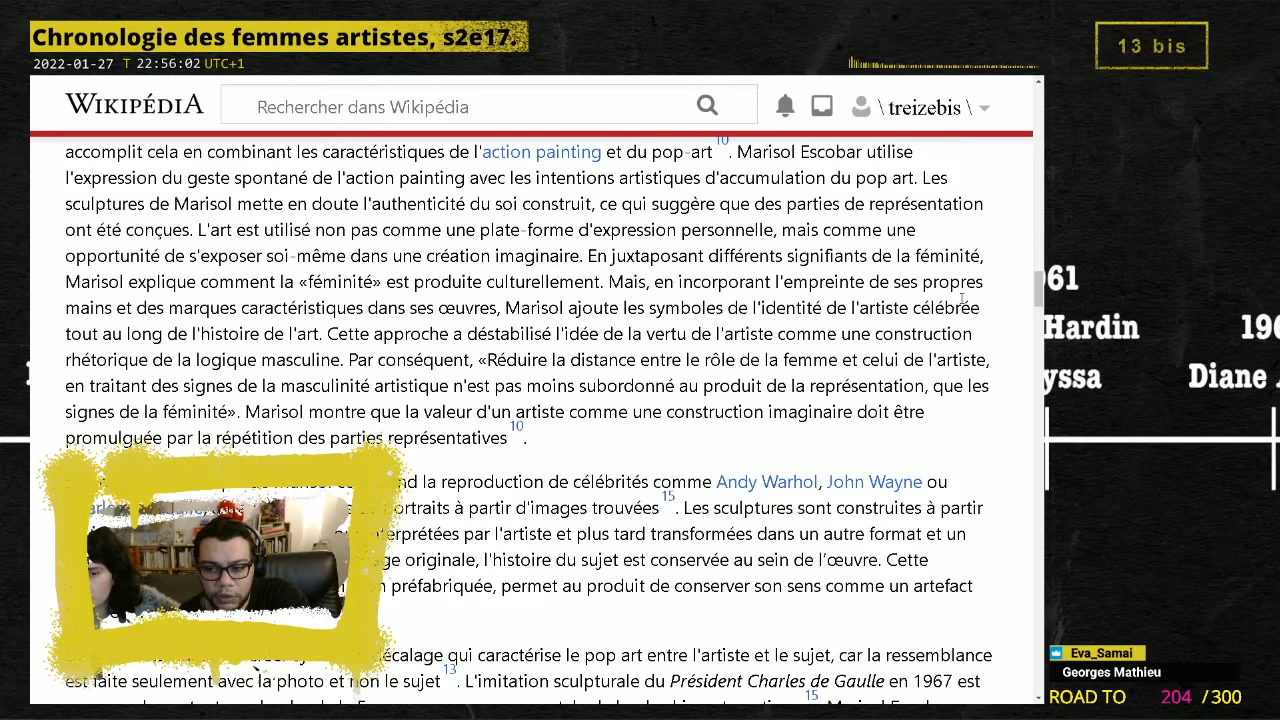 Chronologie des femmes artistes, s2e17.
2022-01-27 T 22:56:02 UTC+1
13 bis
WIKIPÉDIA
Rechercher dans Wikipédia
\ treizebis \
accomplit cela en combinant les caractéristiques de l'action painting et du pop-art 10. Marisol Escobar utilise
l'expression du geste spontané de l'action painting avec les intentions artistiques d'accumulation du pop art. Les
sculptures de Marisol mette en doute l'authenticité du soi construit, ce qui suggère que des parties de représentation
ont été conçues. L'art est utilisé non pas comme une plate-forme d'expression personnelle, mais comme une
opportunité de s'exposer soi-même dans une création imaginaire. En juxtaposant différents signifiants de la féminité,
Marisol explique comment la «féminité» est produite culturellement. Mais, en incorporant l'empreinte de ses propres
mains et des marques caractéristiques dans ses œuvres, Marisol ajoute les symboles de l'identité de l'artiste célébrée
tout au long de l'histoire de l'art. Cette approche a déstabilisé l'idée de la vertu de l'artiste comme une construction
rhétorique de la logique masculine. Par conséquent, «Réduire la distance entre le rôle de la femme et celui de l'artiste,
en traitant des signes de la masculinité artistique n'est pas moins subordonné au produit de la représentation, que les
signes de la féminité». Marisol montre que la valeur d'un artiste comme une construction imaginaire doit être
promulguée par la répétition des parties représentatives 10.
la reproduction de célébrités comme Andy Warhol, John Wayne ou
portraits à partir d'images trouvées 15. Les sculptures sont construites à partir
interprétées par l'artiste et plus tard transformées dans un autre format et un
originale, l'histoire du sujet est conservée au sein de l'œuvre. Cette
préfabriquée, permet au produit de conserver son sens comme un artefact
décalage qui caractérise le pop art entre l'artiste et le sujet, car la ressemblance
est faite seulement avec la photo et non le sujet 13. L'imitation sculpturale du Président Charles de Gaulle en 1967 est
15
61
Hardin
196
yssa
Diane
Eva_Samai
Georges Mathieu
ROAD TO 204 / 300